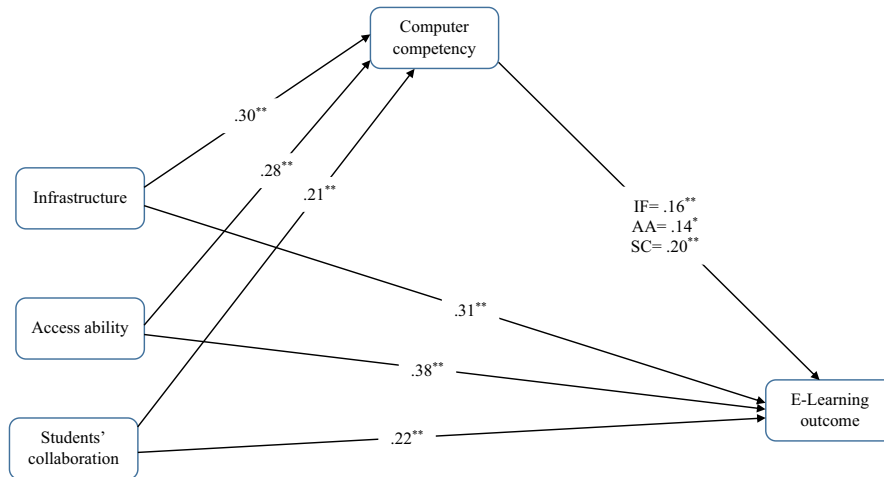 Computer
competency
.30**
.28**
.21**
Infrastructure
IF= .16**
AA= .14*
SC= .20**
.31**
Access ability
.38**
E-Learning
outcome
Students’
collaboration
.22**